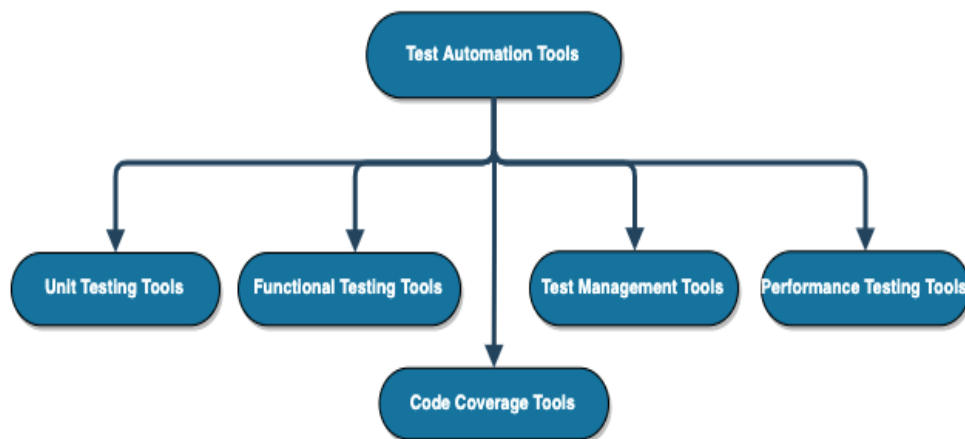 Test Automation Tools
Unit Testing Tools
Functional Testing Tools
Test Management Tools
Performance Testing Tools
Code Coverage Tools